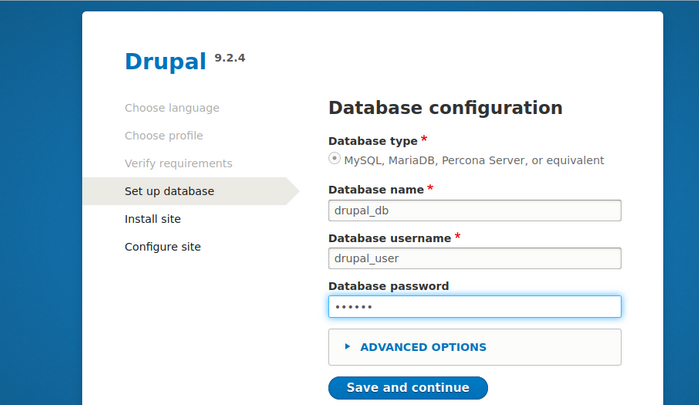 Drupal 9.2.4
Choose language
Choose profile
Verify requirements
Set up database
Install site
Configure site
Database configuration
Database type *
MySQL, MariaDB, Percona Server, or equivalent
Database name *
drupal_db
Database username *
drupal_user
Database password
••••••
ADVANCED OPTIONS
Save and continue